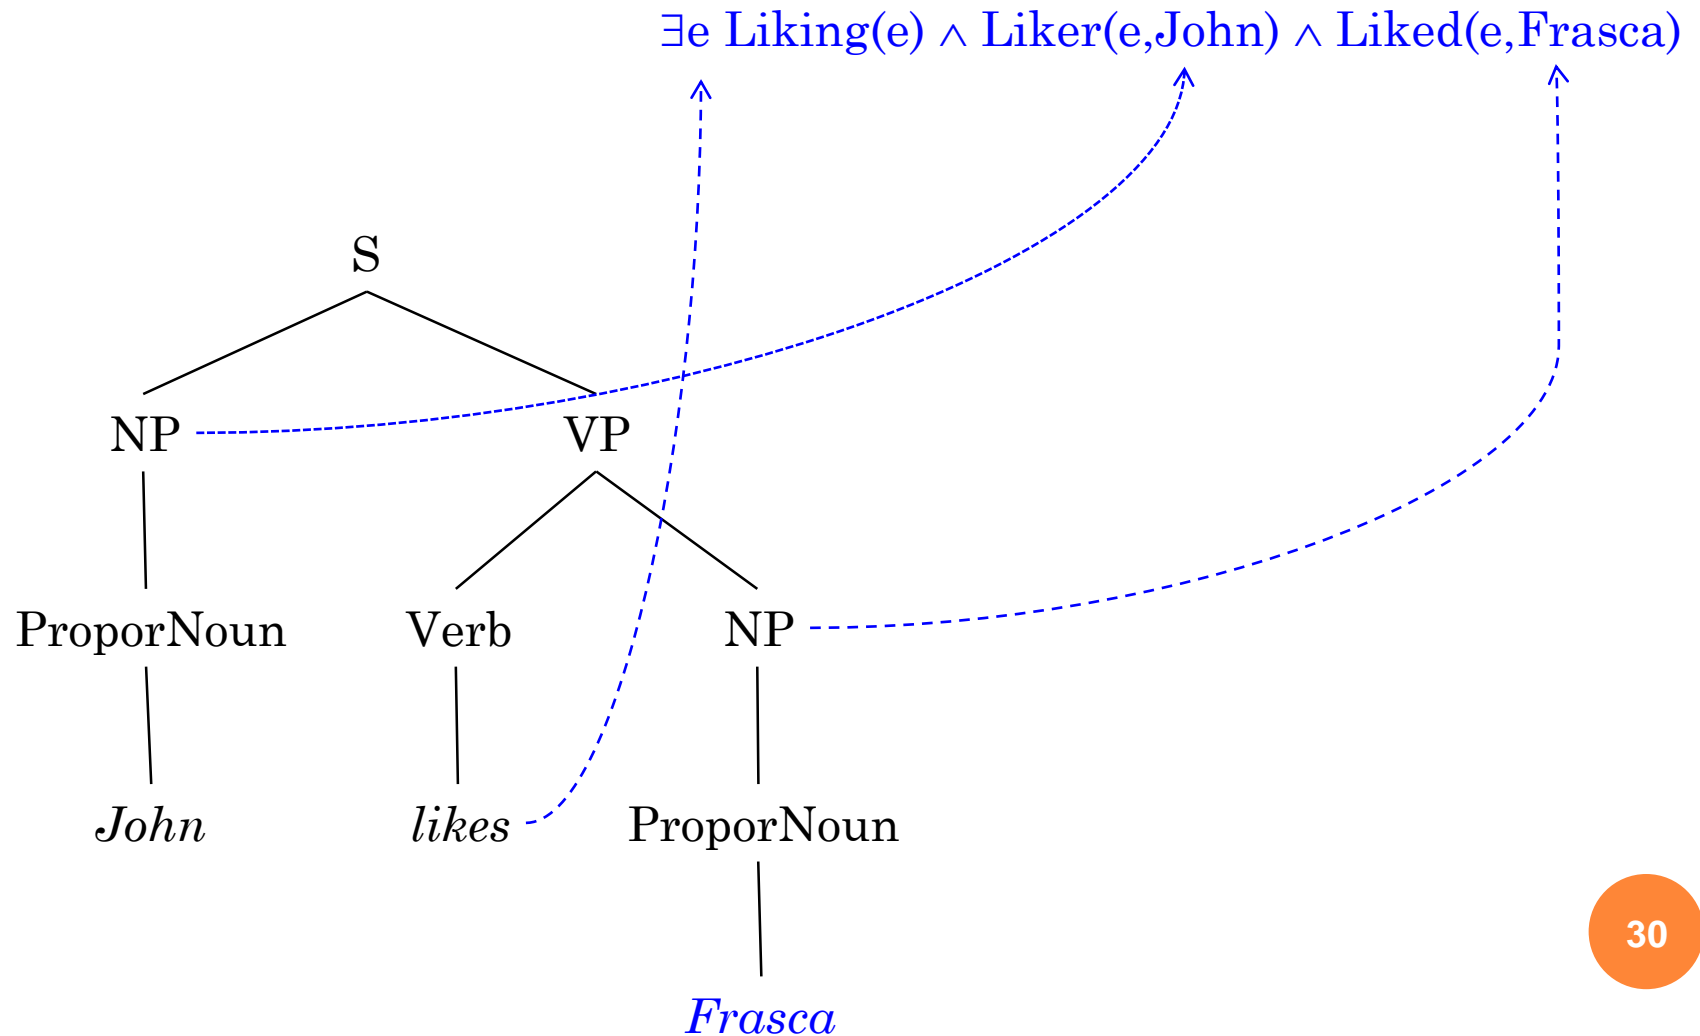 ∃e Liking(e) ∧ Liker(e,John) ∧ Liked(e,Frasca)
S
NP VP
ProporNoun Verb NP
John likes ProporNoun
30
Frasca